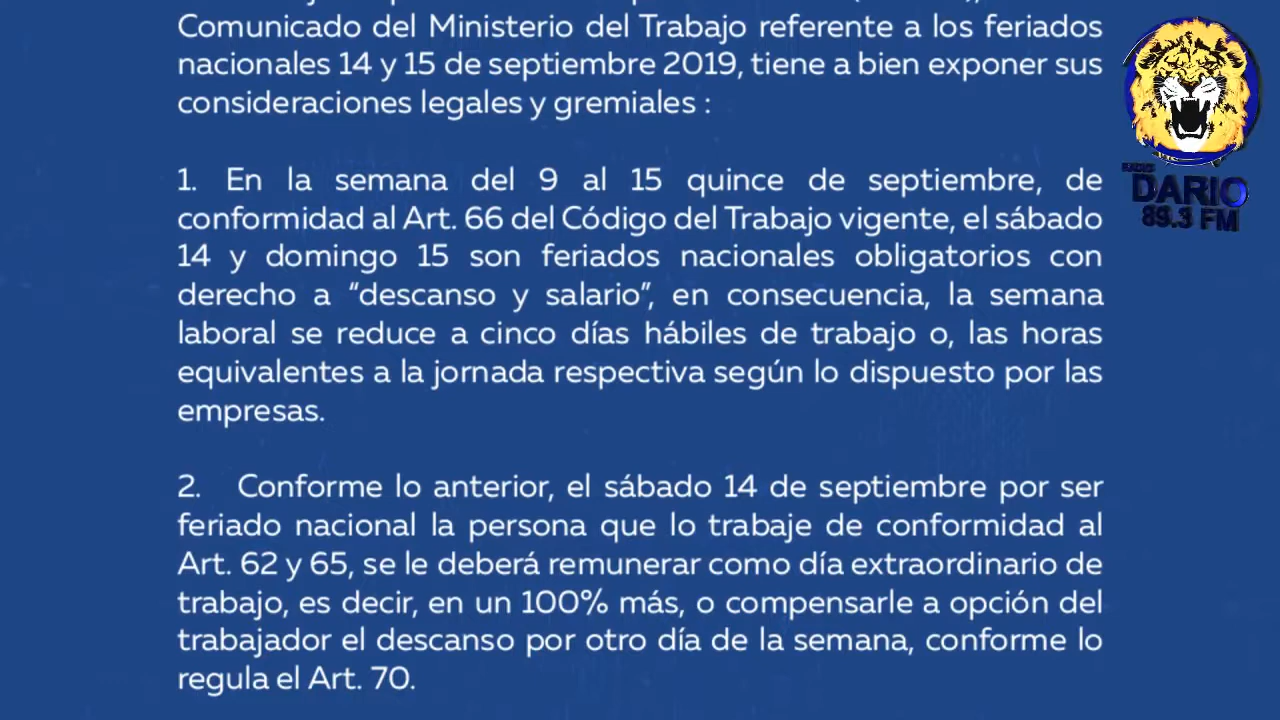 Comunicado del Ministerio del Trabajo referente a los feriados
nacionales 14 y 15 de septiembre 2019, tiene a bien exponer sus
consideraciones legales y gremiales :
1. En la semana del 9 al 15 quince de septiembre, de
conformidad al Art. 66 del Código del Trabajo vigente, el sábado
14 y domingo 15 son feriados nacionales obligatorios con
derecho a “descanso y salario”, en consecuencia, la semana
laboral se reduce a cinco días hábiles de trabajo o, las horas
equivalentes a la jornada respectiva según lo dispuesto por las
empresas.
2. Conforme lo anterior, el sábado 14 de septiembre por ser
feriado nacional la persona que lo trabaje de conformidad al
Art. 62 y 65, se le deberá remunerar como día extraordinario de
trabajo, es decir, en un 100% más, o compensarle a opción del
trabajador el descanso por otro día de la semana, conforme lo
regula el Art. 70.
RADIO
DARIO
89.3 FM